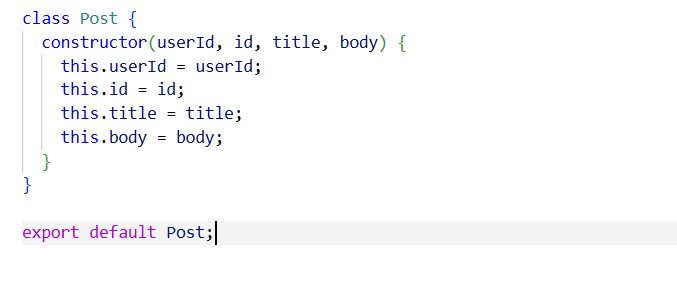 class Post {
  constructor(userId, id, title, body) {
    this.userId = userId;
    this.id = id;
    this.title = title;
    this.body = body;
  }
}

export default Post;